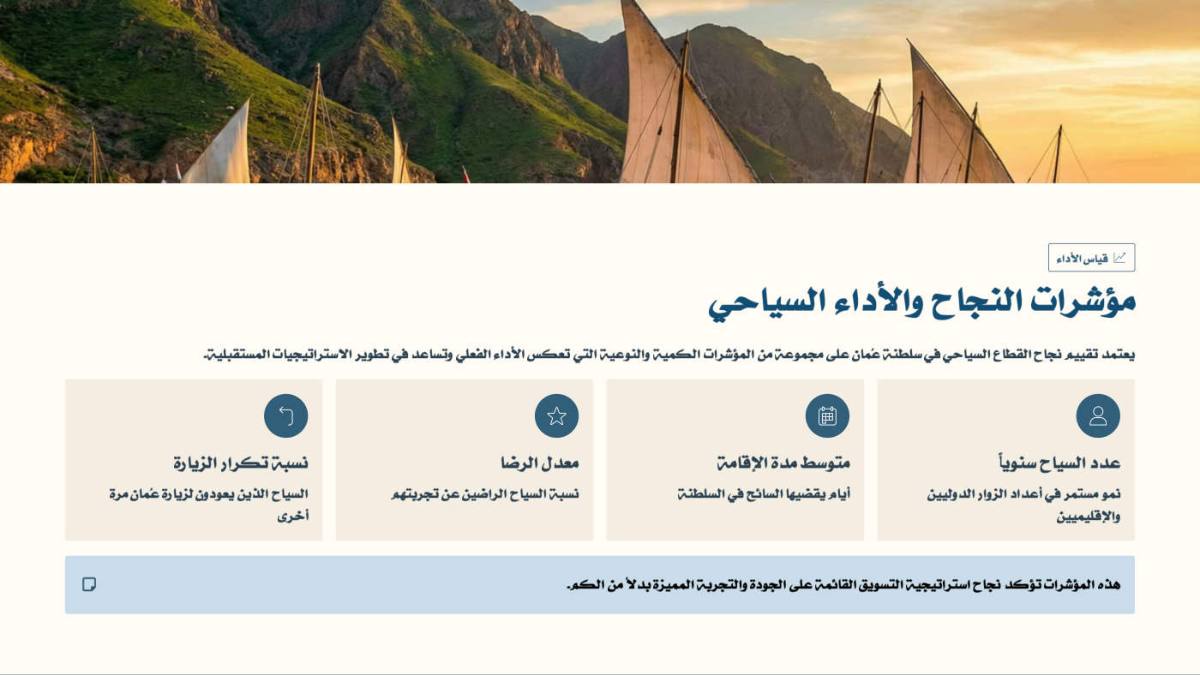 قياس الأداء
مؤشرات النجاح والأداء السياحي
يعتمد تقييم نجاح القطاع السياحي في سلطنة عُمان على مجموعة من المؤشرات الكمية والنوعية التي تعكس الأداء الفعلي وتساعد في تطوير الاستراتيجيات المستقبلية.
عدد السياح سنوياً
نمو مستمر في أعداد الزوار الدوليين
والإقليميين
متوسط مدة الإقامة
أيام يقضيها السائح في السلطنة
معدل الرضا
نسبة السياح الراضين عن تجربتهم
نسبة تكرار الزيارة
السياح الذين يعودون لزيارة عُمان مرة
أخرى
هذه المؤشرات تؤكد نجاح استراتيجية التسويق القائمة على الجودة والتجربة المميزة بدلاً من الكم.